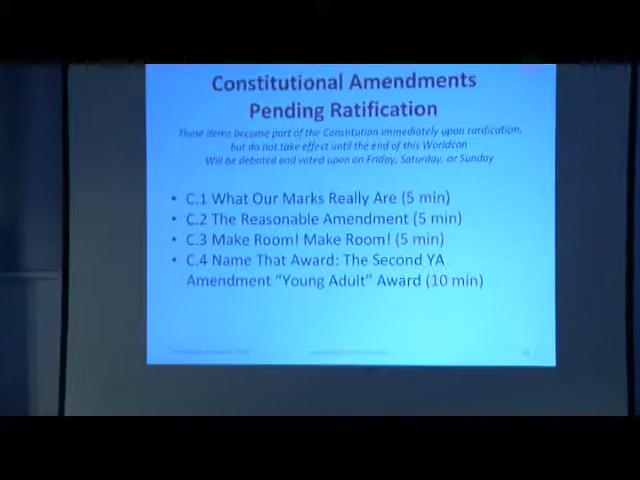 Constitutional Amendments
Pending Ratification
These items become part of the Constitution immediately upon ratification,
but do not take effect until the end of this Worldcon
Will be debated and voted upon on Friday, Saturday, or Sunday
• C.1 What Our Marks Really Are (5 min)
• C.2 The Reasonable Amendment (5 min)
• C.3 Make Room! Make Room! (5 min)
• C.4 Name That Award: The Second YA
Amendment “Young Adult” Award (10 min)